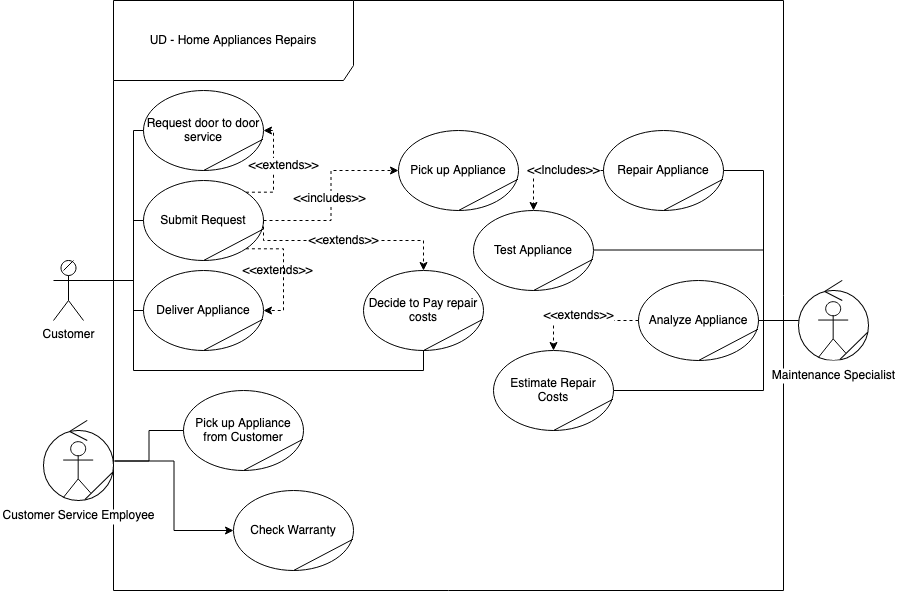 UD - Home Appliances Repairs
Request door to door
service
<<extends>>
Pick up Appliance
<<Includes>>
Repair Appliance
<<includes>>
Submit Request
<<extends>>
Test Appliance
<<extends>>
Customer
Deliver Appliance
Decide to Pay repair
costs
<<extends>>
Analyze Appliance
Maintenance Specialist
Estimate Repair
Costs
Pick up Appliance
from Customer
Customer Service Employee
Check Warranty